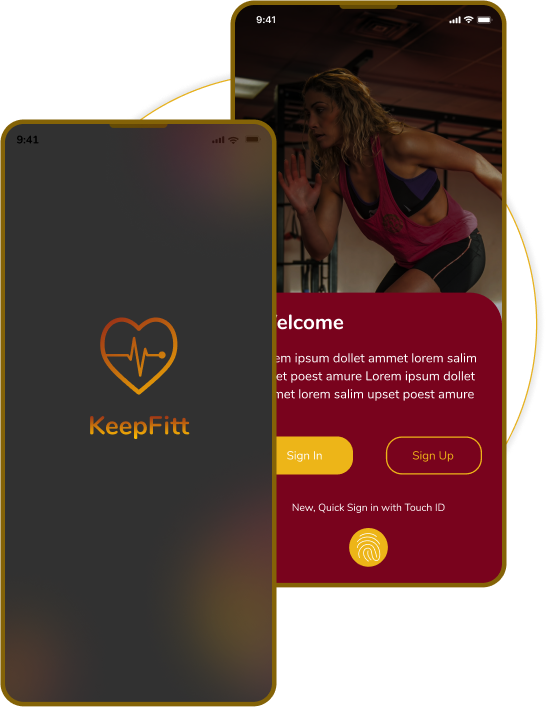 9:41
9:41
KeepFitt
elcome
em ipsum dollet ammet lorem salim
et poest amure Lorem ipsum dollet
met lorem salim upset poest amure
Sign In
Sign Up
New, Quick Sign in with Touch ID